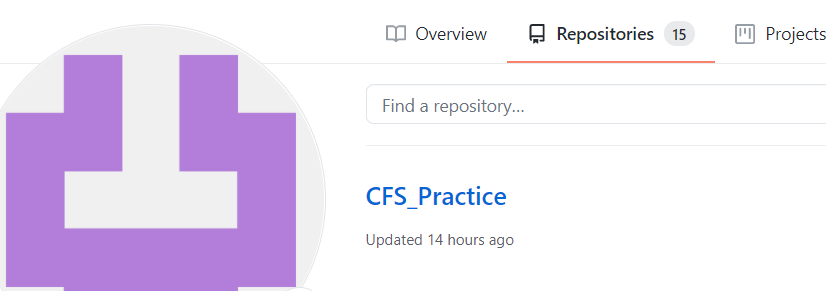 Overview Repositories 15 Projects
Find a repository...
CFS_Practice
Updated 14 hours ago